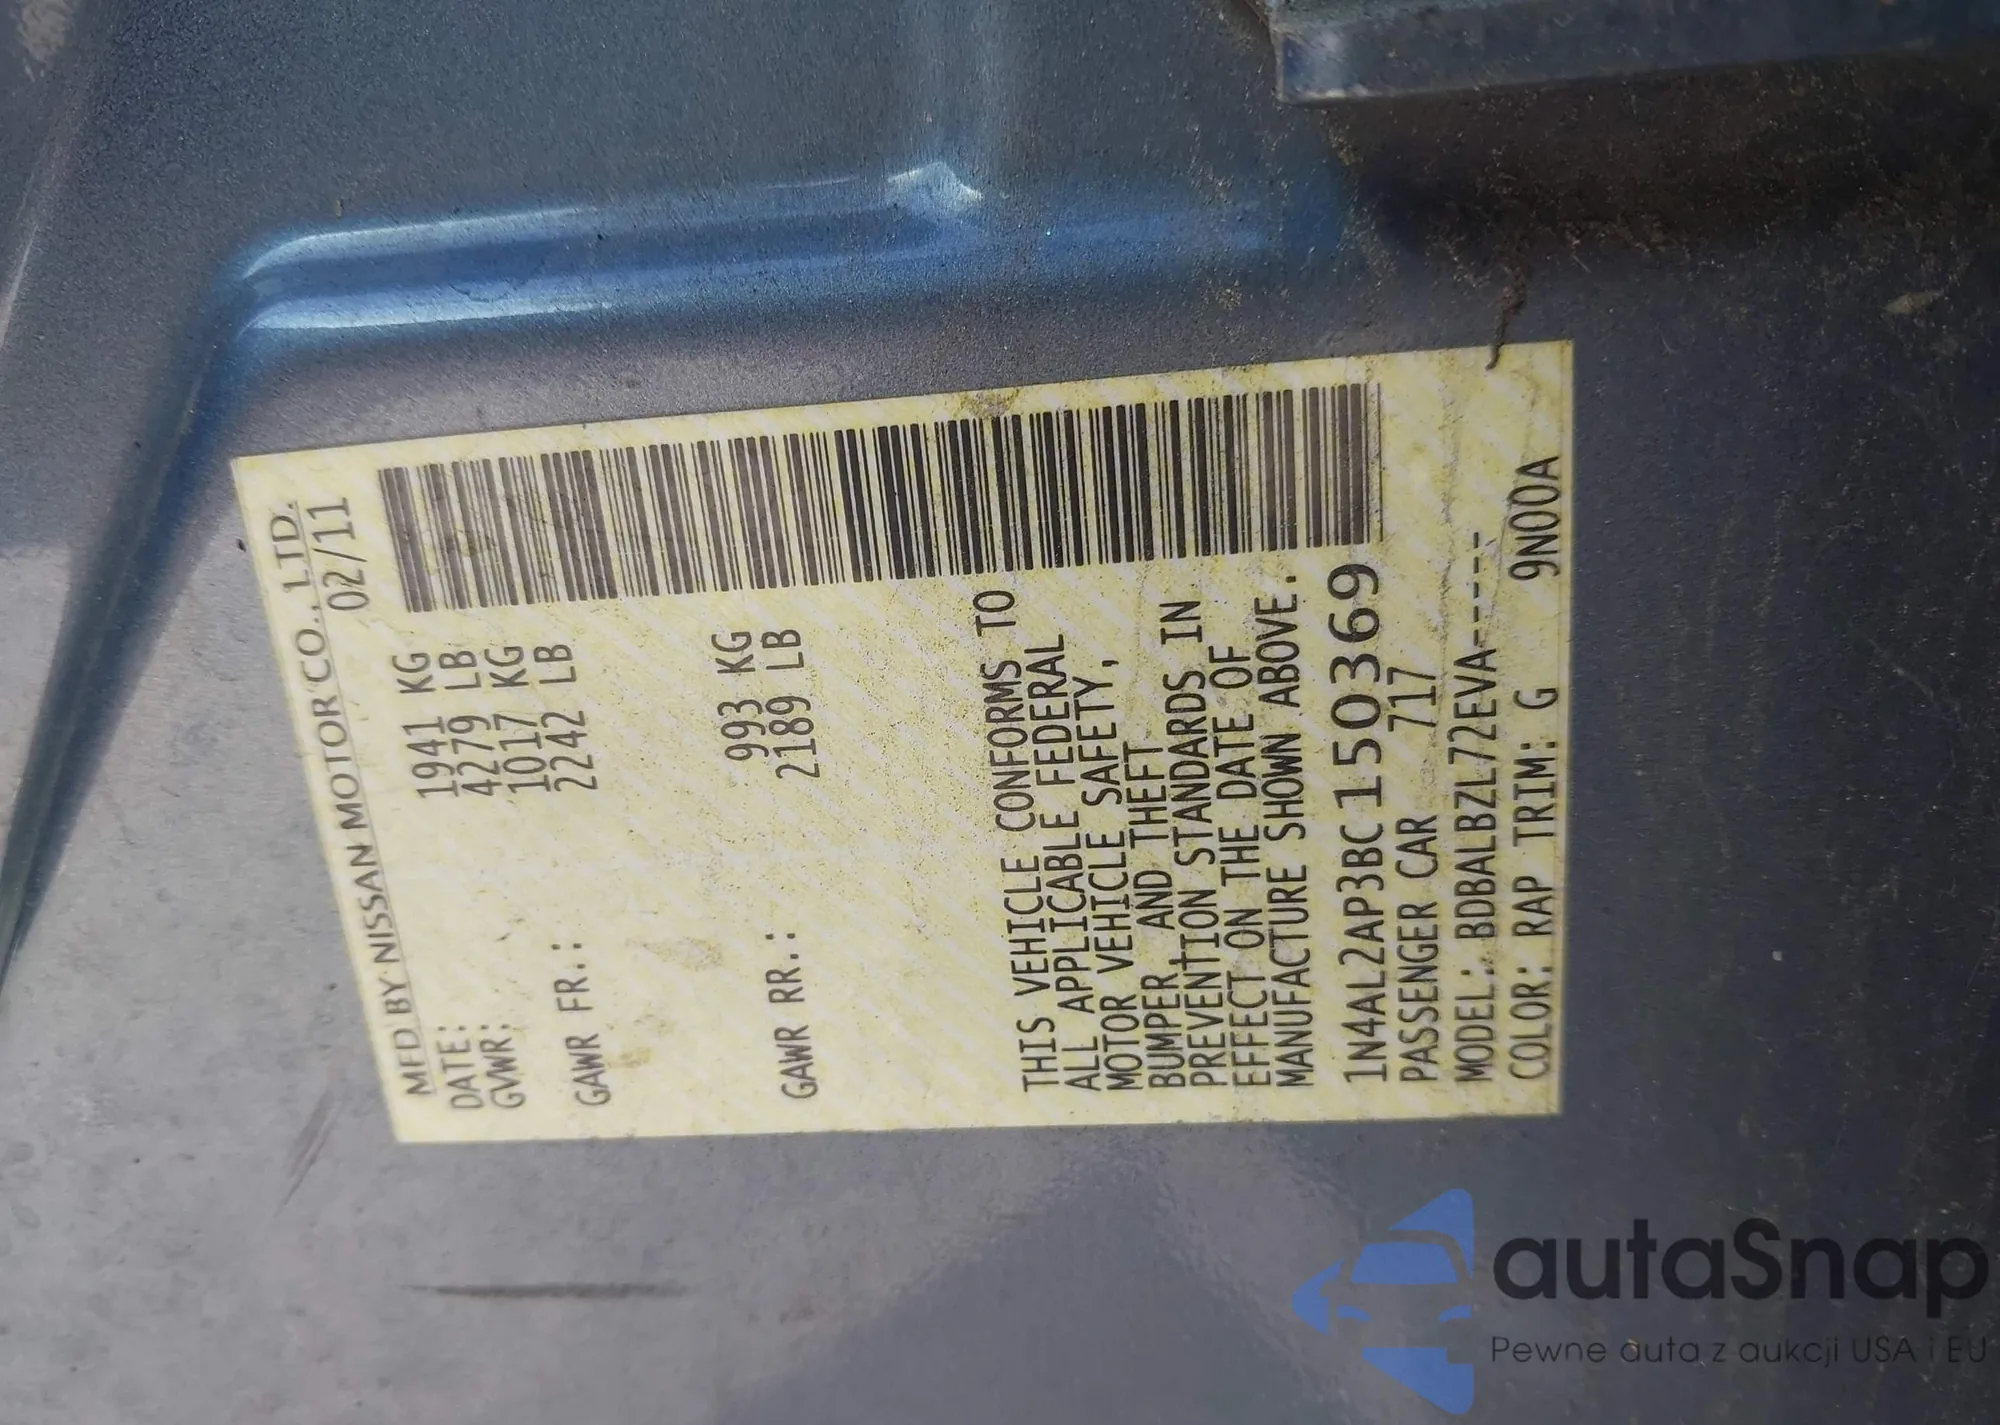 MFD BY NISSAN MOTOR CO., LTD.
DATE: 02/11
GVWR: 1941 KG
4279 LB
GAWR FR.: 1017 KG
2242 LB
GAWR RR.: 993 KG
2189 LB
THIS VEHICLE CONFORMS TO
ALL APPLICABLE FEDERAL
MOTOR VEHICLE SAFETY,
BUMPER, AND THEFT
PREVENTION STANDARDS IN
EFFECT ON THE DATE OF
MANUFACTURE SHOWN ABOVE.
1N4AL2AP3BC150369
PASSENGER CAR 717
MODEL: BDBALBZL72EVA-----
COLOR: RAP TRIM: G 9N00A
autaSnap
Pewne auta z aukcji USA i EU